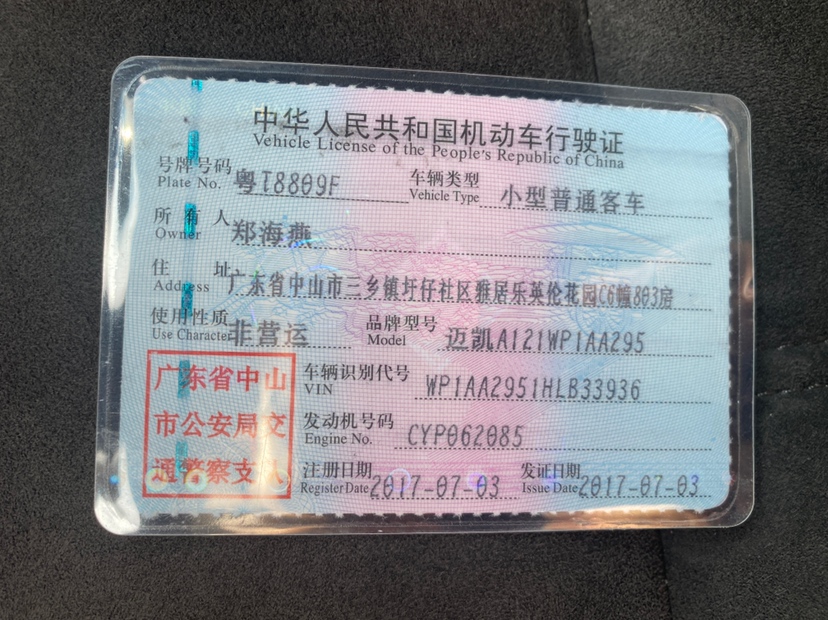 中华人民共和国机动车行驶证
Vehicle License of the People's Republic of China
号牌号码 粤T8809F 车辆类型 小型普通客车
Plate No. Vehicle Type
所有人 郑海燕
Owner
住址 广东省中山市三乡镇圩仔社区雅居乐英伦花园C6幢803房
Address
使用性质 非营运 品牌型号 迈凯A121WP1AA295
Use Character Model
广东省中山 车辆识别代号 WP1AA2951HLB33936
VIN
市公安局交 发动机号码 CYP062085
Engine No.
通警察支队 注册日期 2017-07-03 发证日期 2017-07-03
Register Date Issue Date